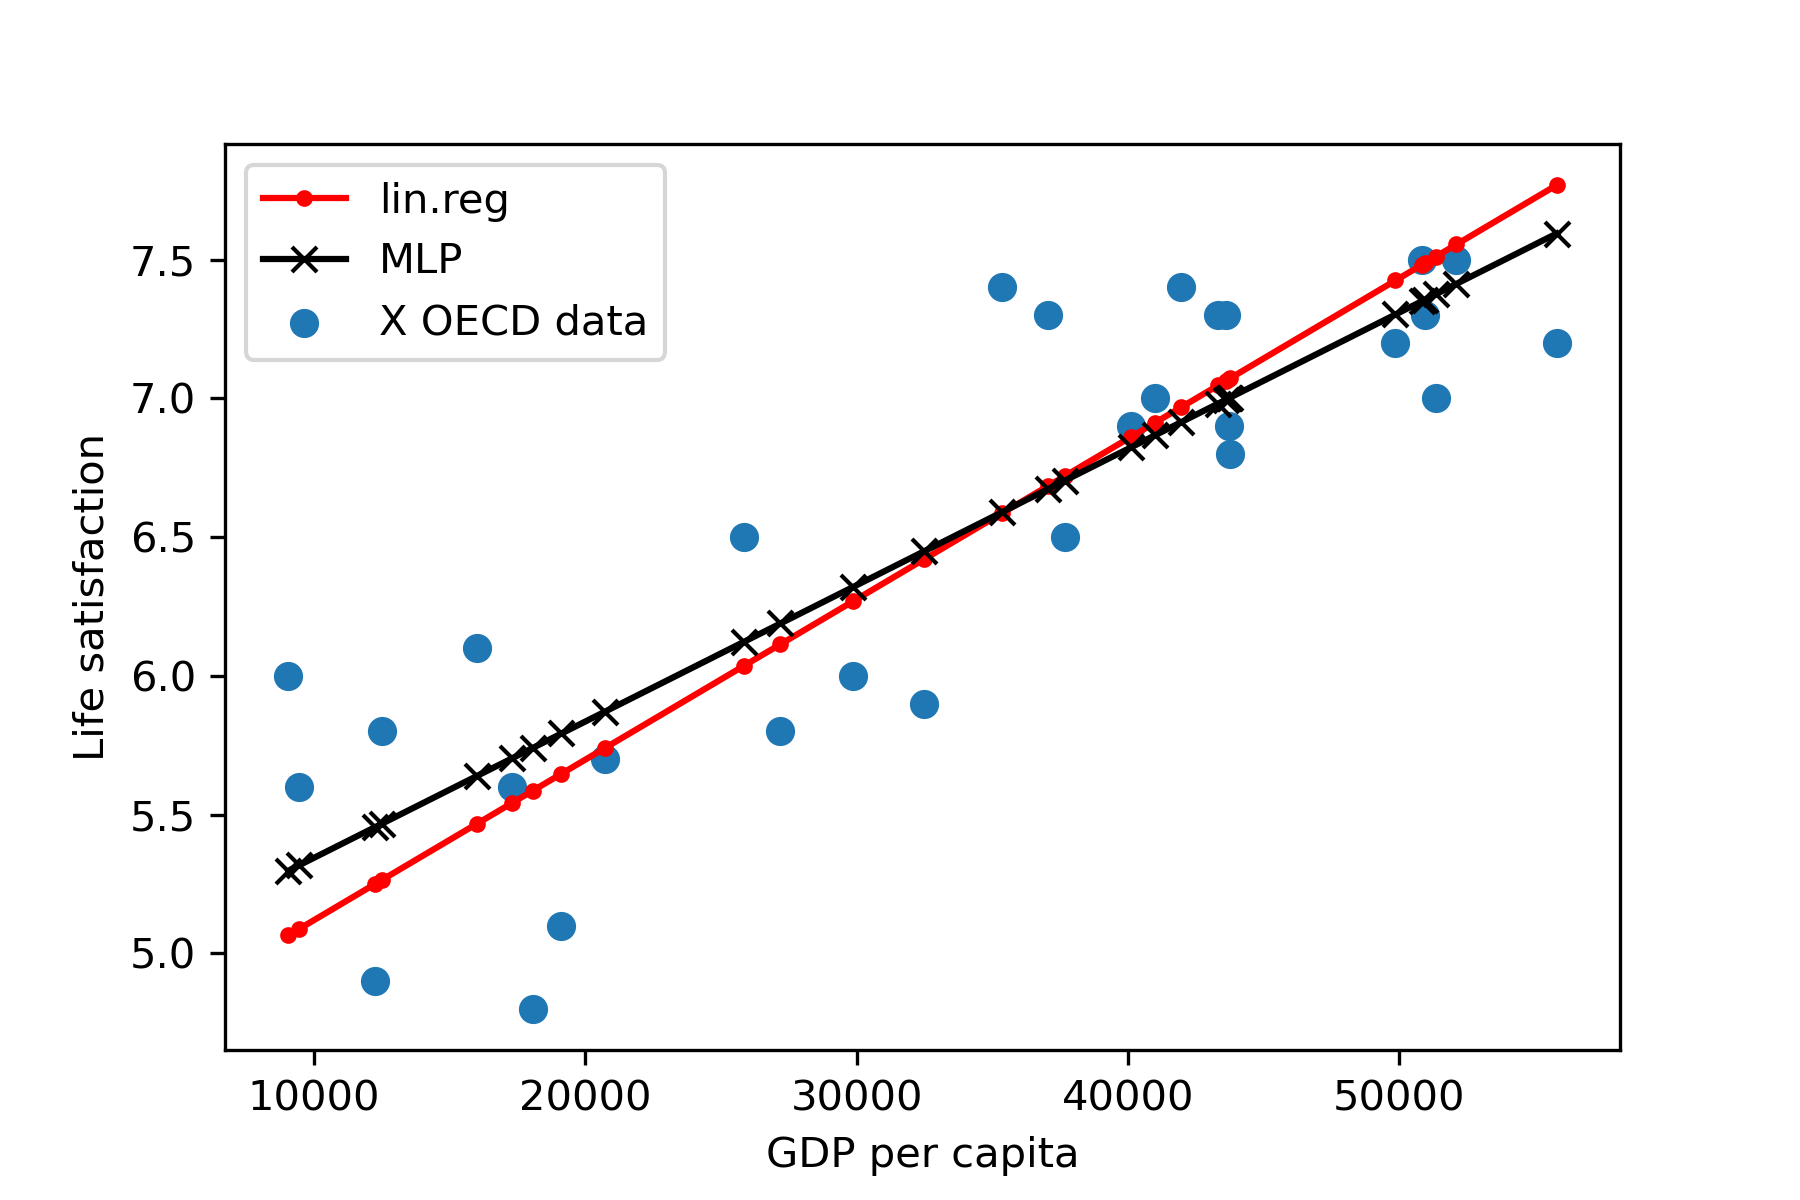 lin.reg
MLP
X OECD data
7.5
7.0
6.5
6.0
5.5
5.0
Life satisfaction
10000 20000 30000 40000 50000
GDP per capita